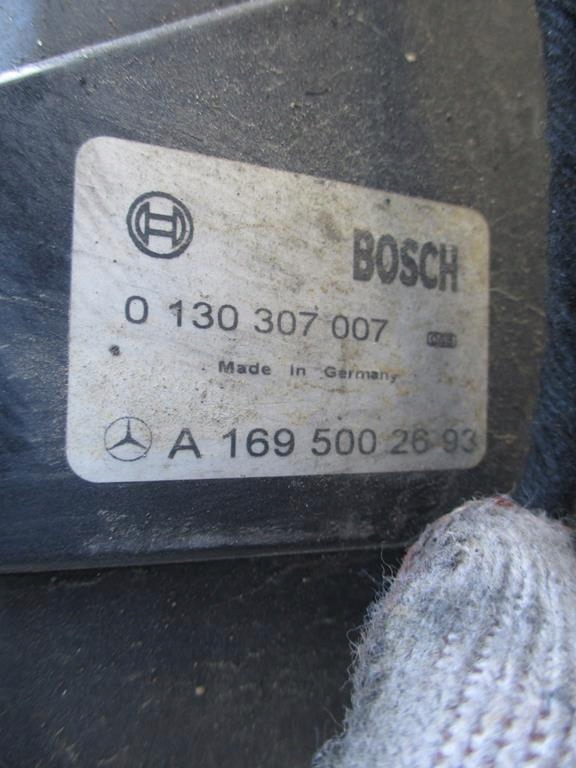 BOSCH
0 130 307 007
Made in Germany
A 169 500 26 93